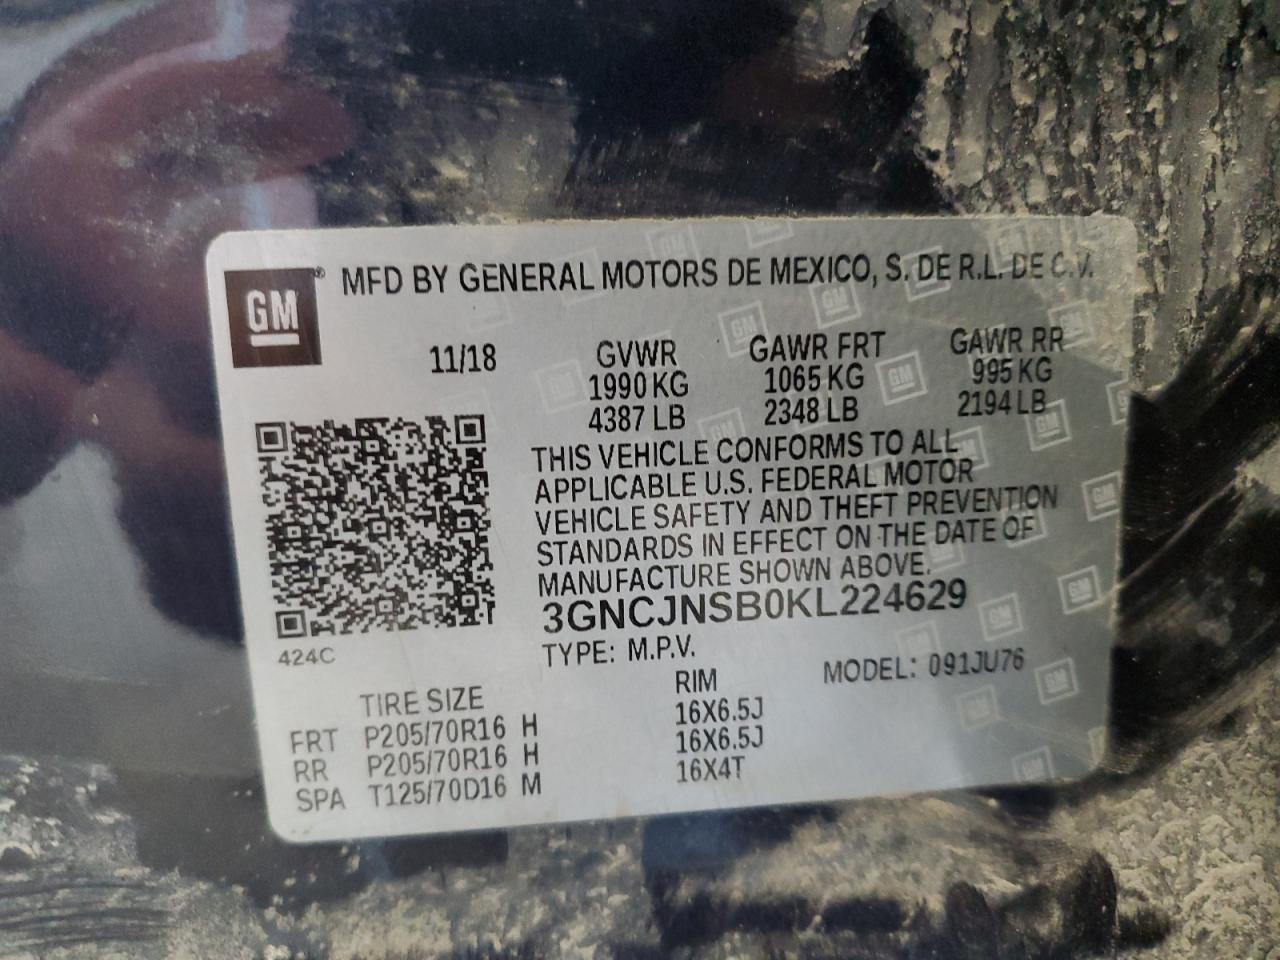 GM® MFD BY GENERAL MOTORS DE MEXICO, S. DE R.L. DE C.V.
11/18 GVWR GAWR FRT GAWR RR
1990 KG 1065 KG 995 KG
4387 LB 2348 LB 2194 LB
THIS VEHICLE CONFORMS TO ALL
APPLICABLE U.S. FEDERAL MOTOR
VEHICLE SAFETY AND THEFT PREVENTION
STANDARDS IN EFFECT ON THE DATE OF
MANUFACTURE SHOWN ABOVE.
3GNCJNSB0KL224629
424C
TYPE: M.P.V. MODEL: 091JU76
TIRE SIZE RIM
FRT P205/70R16 H 16X6.5J
RR P205/70R16 H 16X6.5J
SPA T125/70D16 M 16X4T